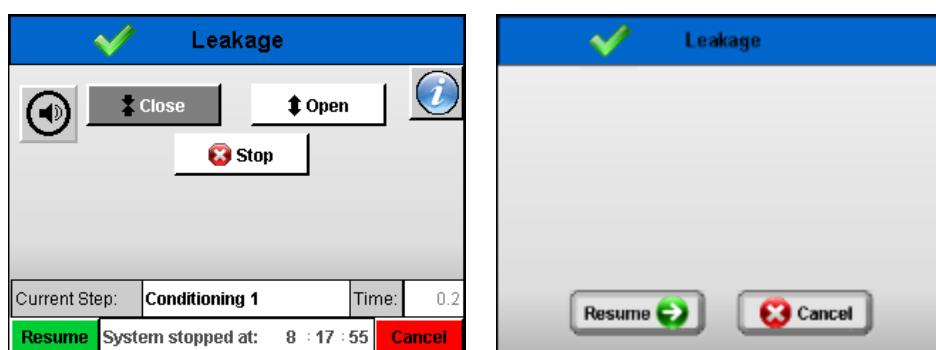 Leakage
Close Open
Stop
Current Step: Conditioning 1 Time: 0.2
Resume System stopped at: 8 : 17 : 55 Cancel
Leakage
Resume Cancel